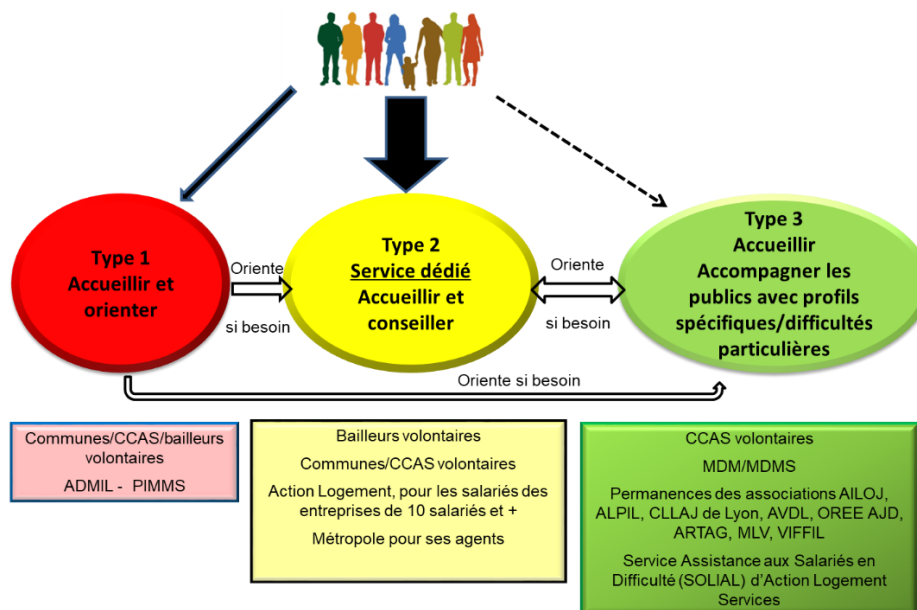 Type 1
Accueillir et
orienter
Oriente
si besoin
Type 2
Service dédié
Accueillir et
conseiller
Oriente
si besoin
Type 3
Accueillir
Accompagner les
publics avec profils
spécifiques/difficultés
particulières
Oriente si besoin
Communes/CCAS/bailleurs
volontaires
ADMIL - PIMMS
Bailleurs volontaires
Communes/CCAS volontaires
Action Logement, pour les salariés des
entreprises de 10 salariés et +
Métropole pour ses agents
CCAS volontaires
MDM/MDMS
Permanences des associations AILOJ,
ALPIL, CLLAJ de Lyon, AVDL, OREE AJD,
ARTAG, MLV, VIFFIL
Service Assistance aux Salariés en
Difficulté (SOLIAL) d'Action Logement
Services